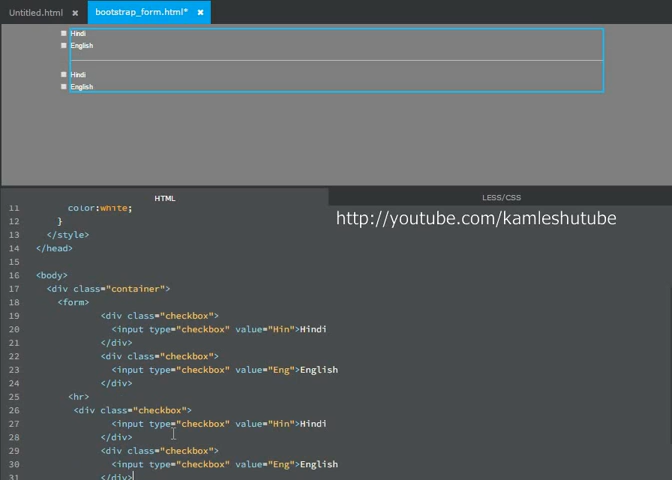 Untitled.html ✖ bootstrap_form.html* ✖
Hindi
English
Hindi
English
HTML LESS/CSS
http://youtube.com/kamleshutube
11 color:white;
12 }
13 </style>
14 </head>
15
16 <body>
17 <div class="container">
18 <form>
19 <div class="checkbox">
20 <input type="checkbox" value="Hin">Hindi
21 </div>
22 <div class="checkbox">
23 <input type="checkbox" value="Eng">English
24 </div>
25 <hr>
26 <div class="checkbox">
27 <input type="checkbox" value="Hin">Hindi
28 </div>
29 <div class="checkbox">
30 <input type="checkbox" value="Eng">English
31 </div>